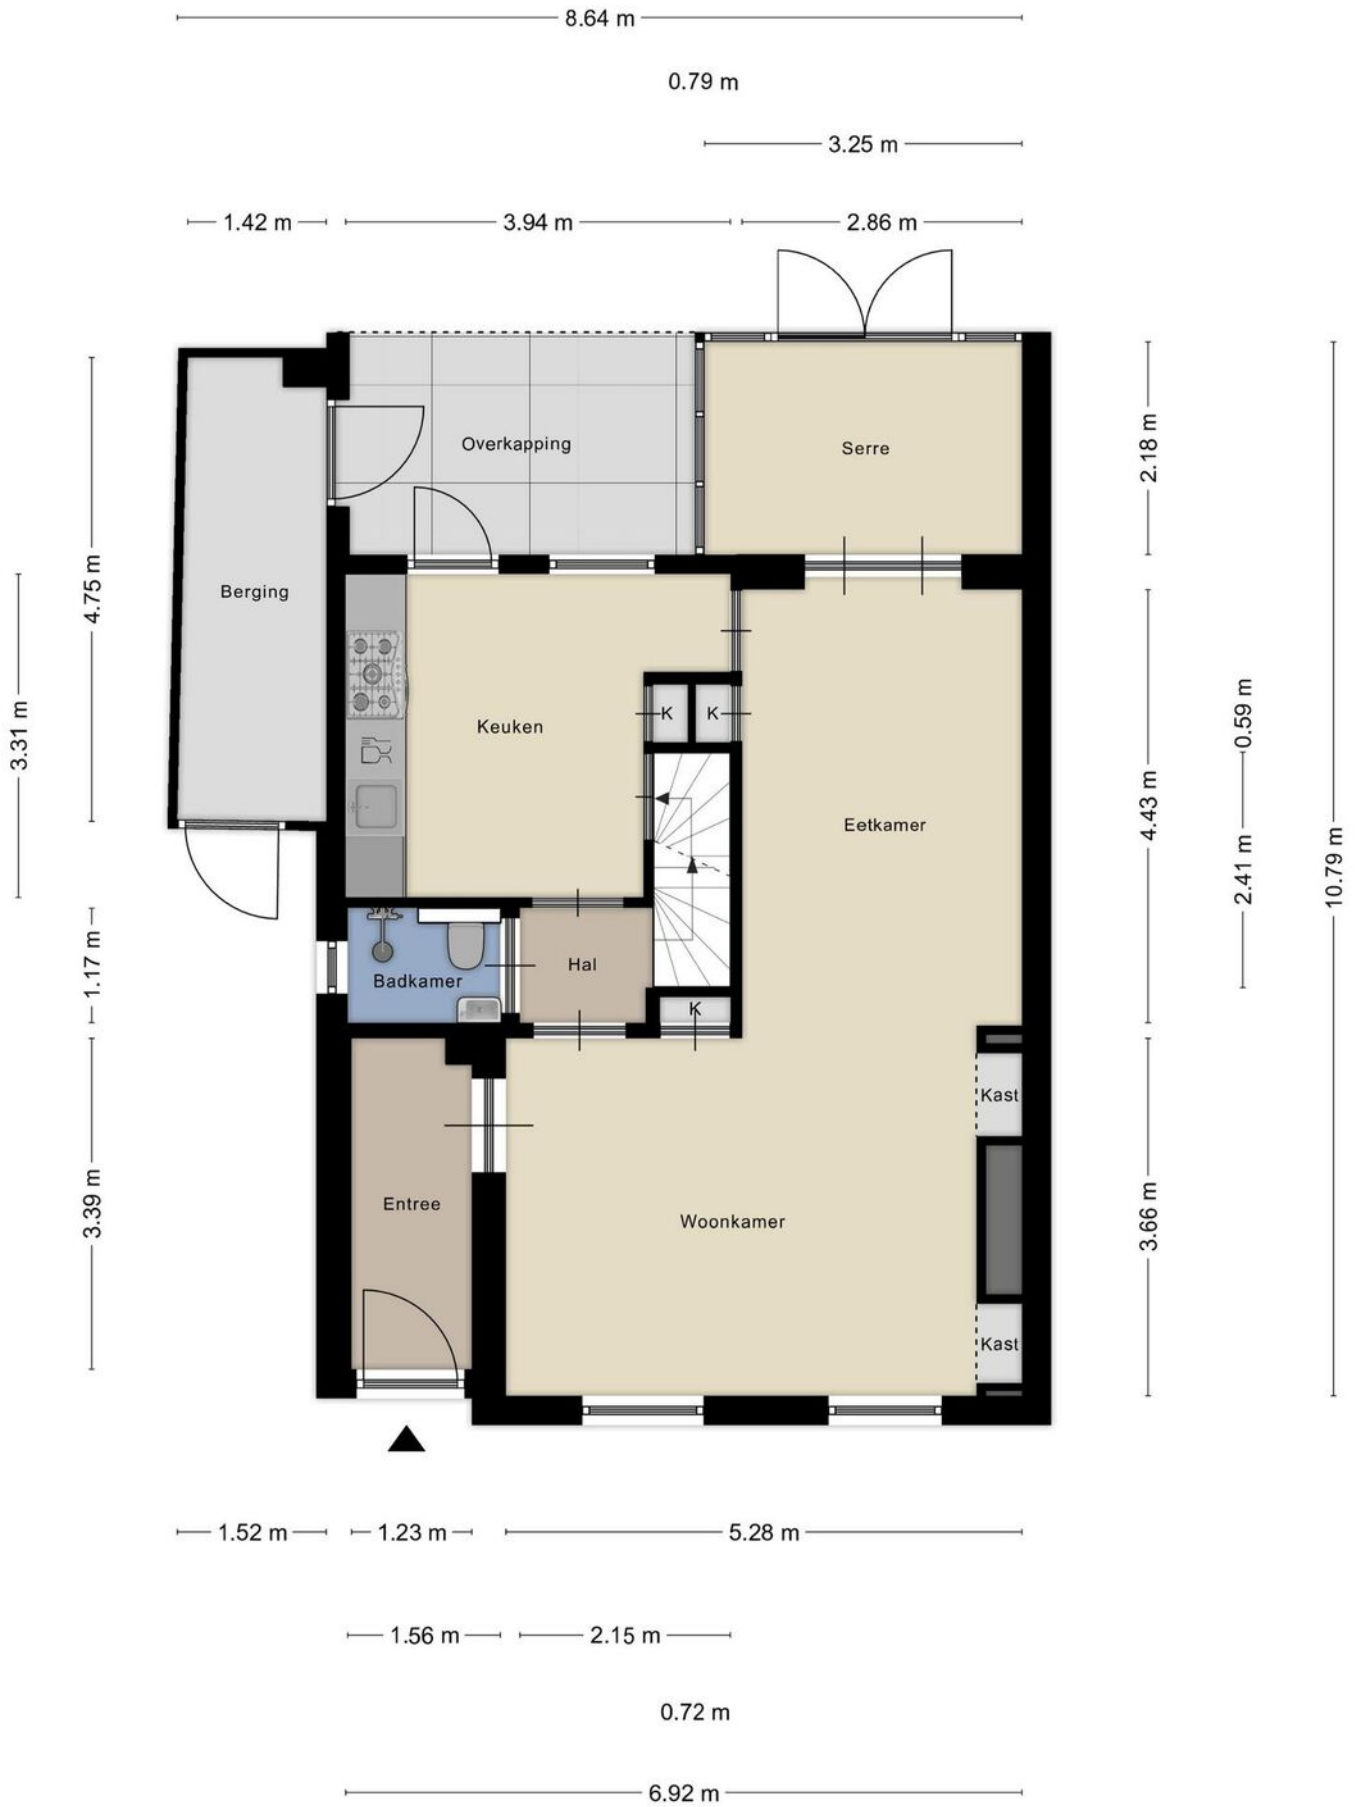 8.64 m
0.79 m
3.25 m
1.42 m
3.94 m
2.86 m
Overkapping
Serre
2.18 m
Berging
4.75 m
3.31 m
Keuken
K
K
0.59 m
4.43 m
Eetkamer
2.41 m
10.79 m
1.17 m
Badkamer
Hal
K
Kast
3.39 m
Entree
Woonkamer
3.66 m
Kast
1.52 m
1.23 m
5.28 m
1.56 m
2.15 m
0.72 m
6.92 m